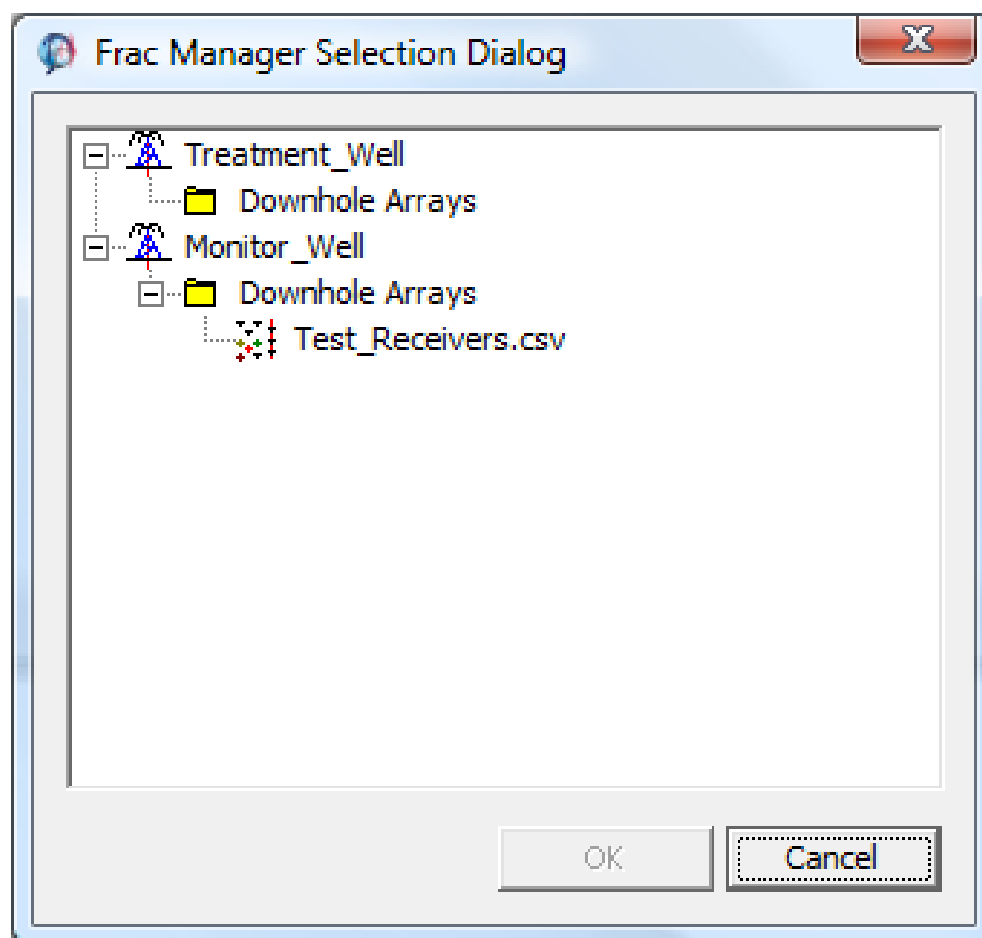 Frac Manager Selection Dialog
Treatment_Well
Downhole Arrays
Monitor_Well
Downhole Arrays
Test_Receivers.csv
OK Cancel